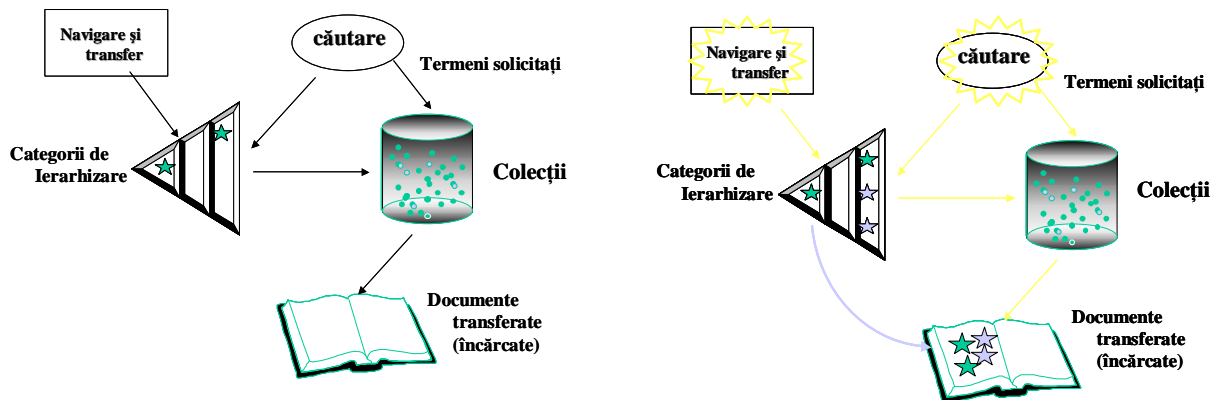 Navigare și
transfer
căutare
Termeni solicitați
Categorii de
Ierarhizare
Colecții
Documente
transferate
(încărcate)
Navigare și
transfer
căutare
Termeni solicitați
Categorii de
Ierarhizare
Colecții
Documente
transferate
(încărcate)